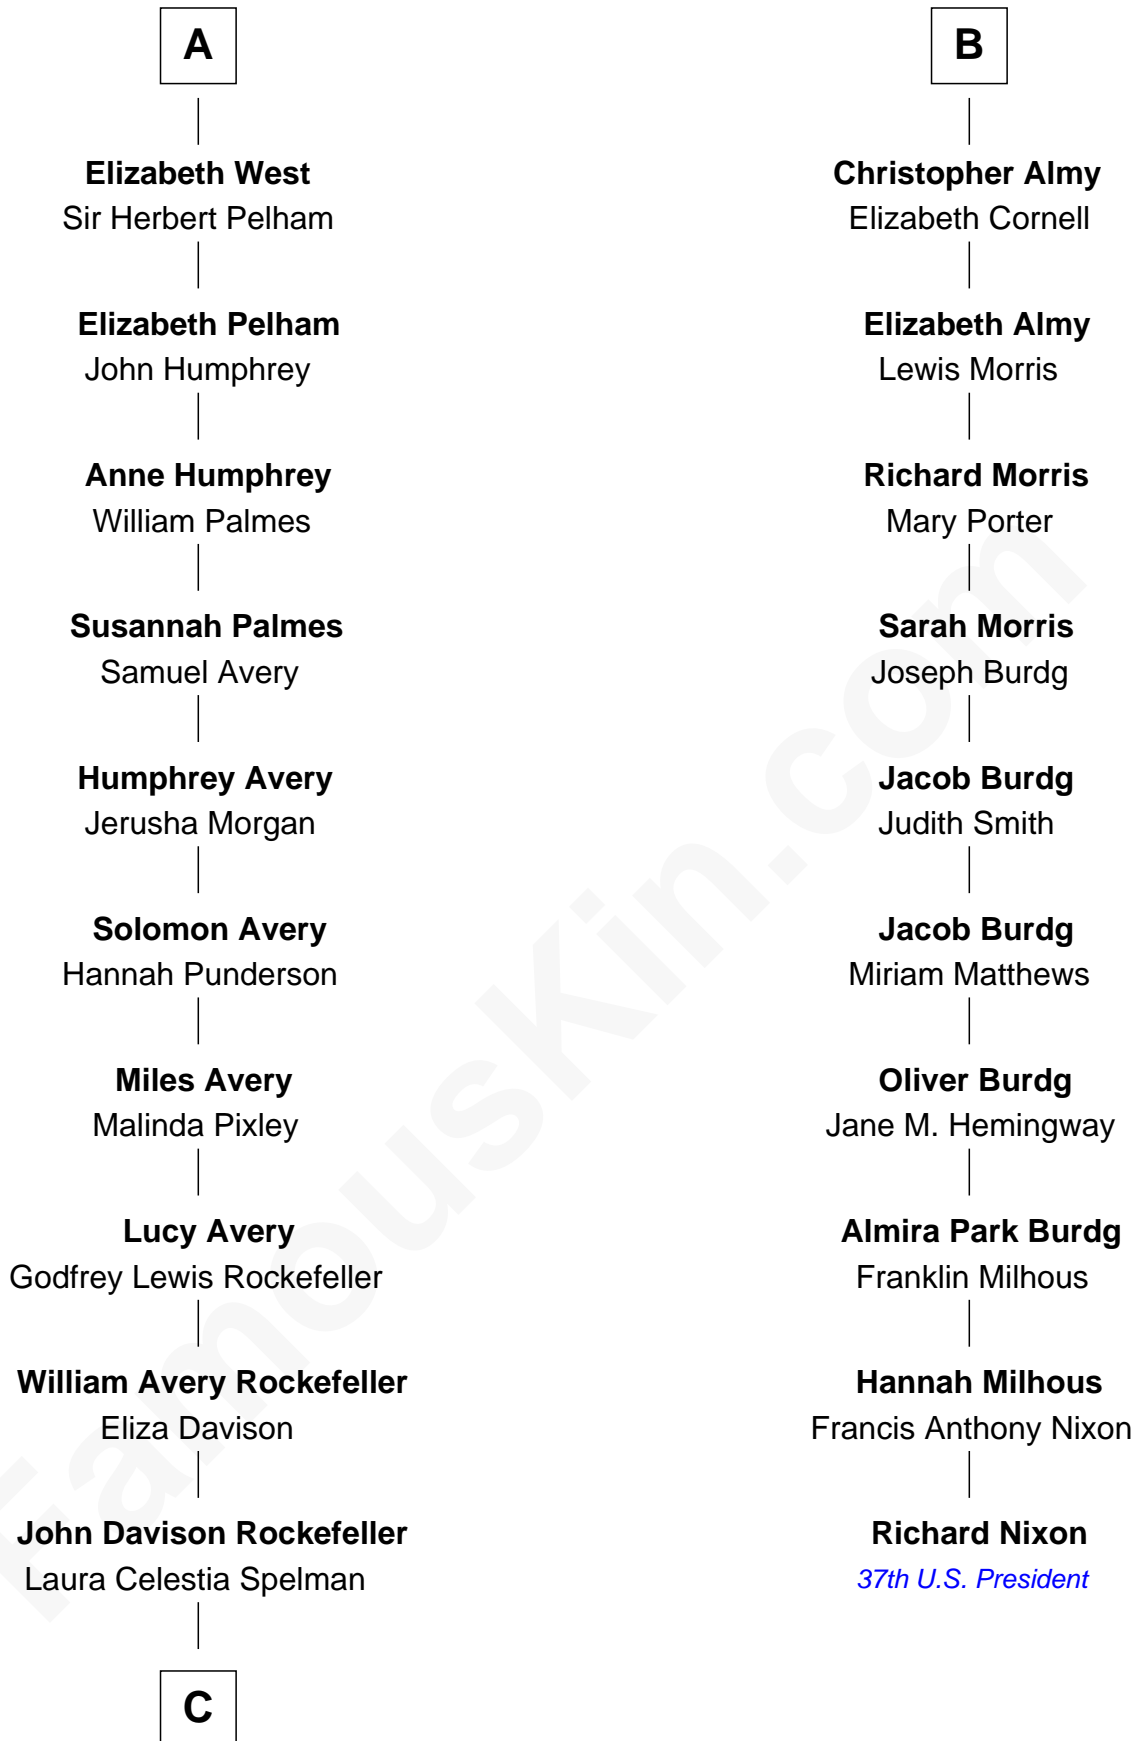 A
Elizabeth West
Sir Herbert Pelham
Elizabeth Pelham
John Humphrey
Anne Humphrey
William Palmes
Susannah Palmes
Samuel Avery
Humphrey Avery
Jerusha Morgan
Solomon Avery
Hannah Punderson
Miles Avery
Malinda Pixley
Lucy Avery
Godfrey Lewis Rockefeller
William Avery Rockefeller
Eliza Davison
John Davison Rockefeller
Laura Celestia Spelman
C
B
Christopher Almy
Elizabeth Cornell
Elizabeth Almy
Lewis Morris
Richard Morris
Mary Porter
Sarah Morris
Joseph Burdg
Jacob Burdg
Judith Smith
Jacob Burdg
Miriam Matthews
Oliver Burdg
Jane M. Hemingway
Almira Park Burdg
Franklin Milhous
Hannah Milhous
Francis Anthony Nixon
Richard Nixon
37th U.S. President
FamousKin.com